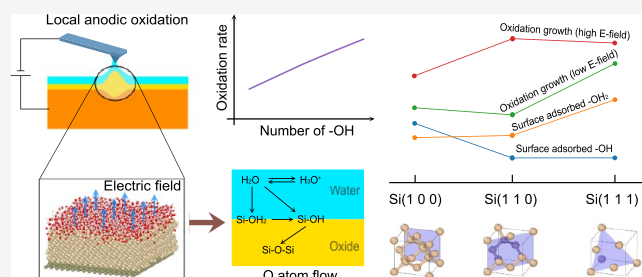 Local anodic oxidation
Oxidation rate
Number of -OH
Oxidation growth (high E-field)
Oxidation growth (low E-field)
Surface adsorbed -OH₂
Surface adsorbed -OH
Si(1 0 0)
Si(1 1 0)
Si(1 1 1)
Electric field
H₂O
H₃O⁺
Water
Si-OH₂
Si-OH
Si-O-Si
Oxide
O atom flow